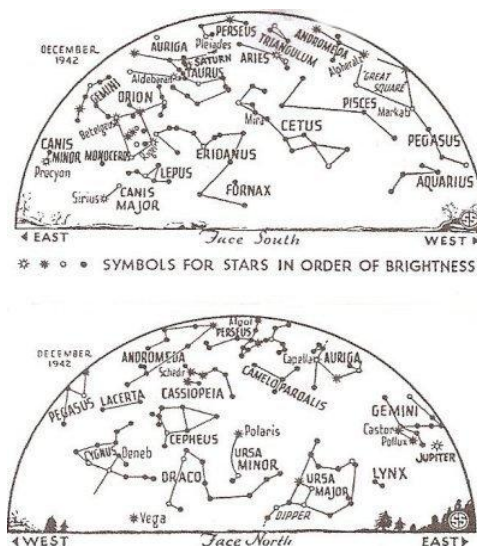 DECEMBER
1942
PERSEUS
Pleiades
AURIGA
SATURN
TAURUS
Aldebaran
ARIES
TRIANGULUM
ANDROMEDA
Alpheratz
"GREAT
SQUARE"
GEMINI
ORION
Betelgeuse
Mira
CETUS
PISCES
Markab
PEGASUS
CANIS
MINOR
MONOCEROS
Procyon
ERIDANUS
LEPUS
Sirius
CANIS
MAJOR
FORNAX
AQUARIUS
EAST
Face South
WEST
SYMBOLS FOR STARS IN ORDER OF BRIGHTNESS
DECEMBER
1942
Algol
PERSEUS
ANDROMEDA
Schedir
CASSIOPEIA
Capella
AURIGA
CAMELOPARDALIS
PEGASUS
LACERTA
GEMINI
Castor
Pollux
JUPITER
CYGNUS
Deneb
CEPHEUS
Polaris
URSA
MINOR
DRACO
URSA
MAJOR
DIPPER
LYNX
Vega
WEST
Face North
EAST